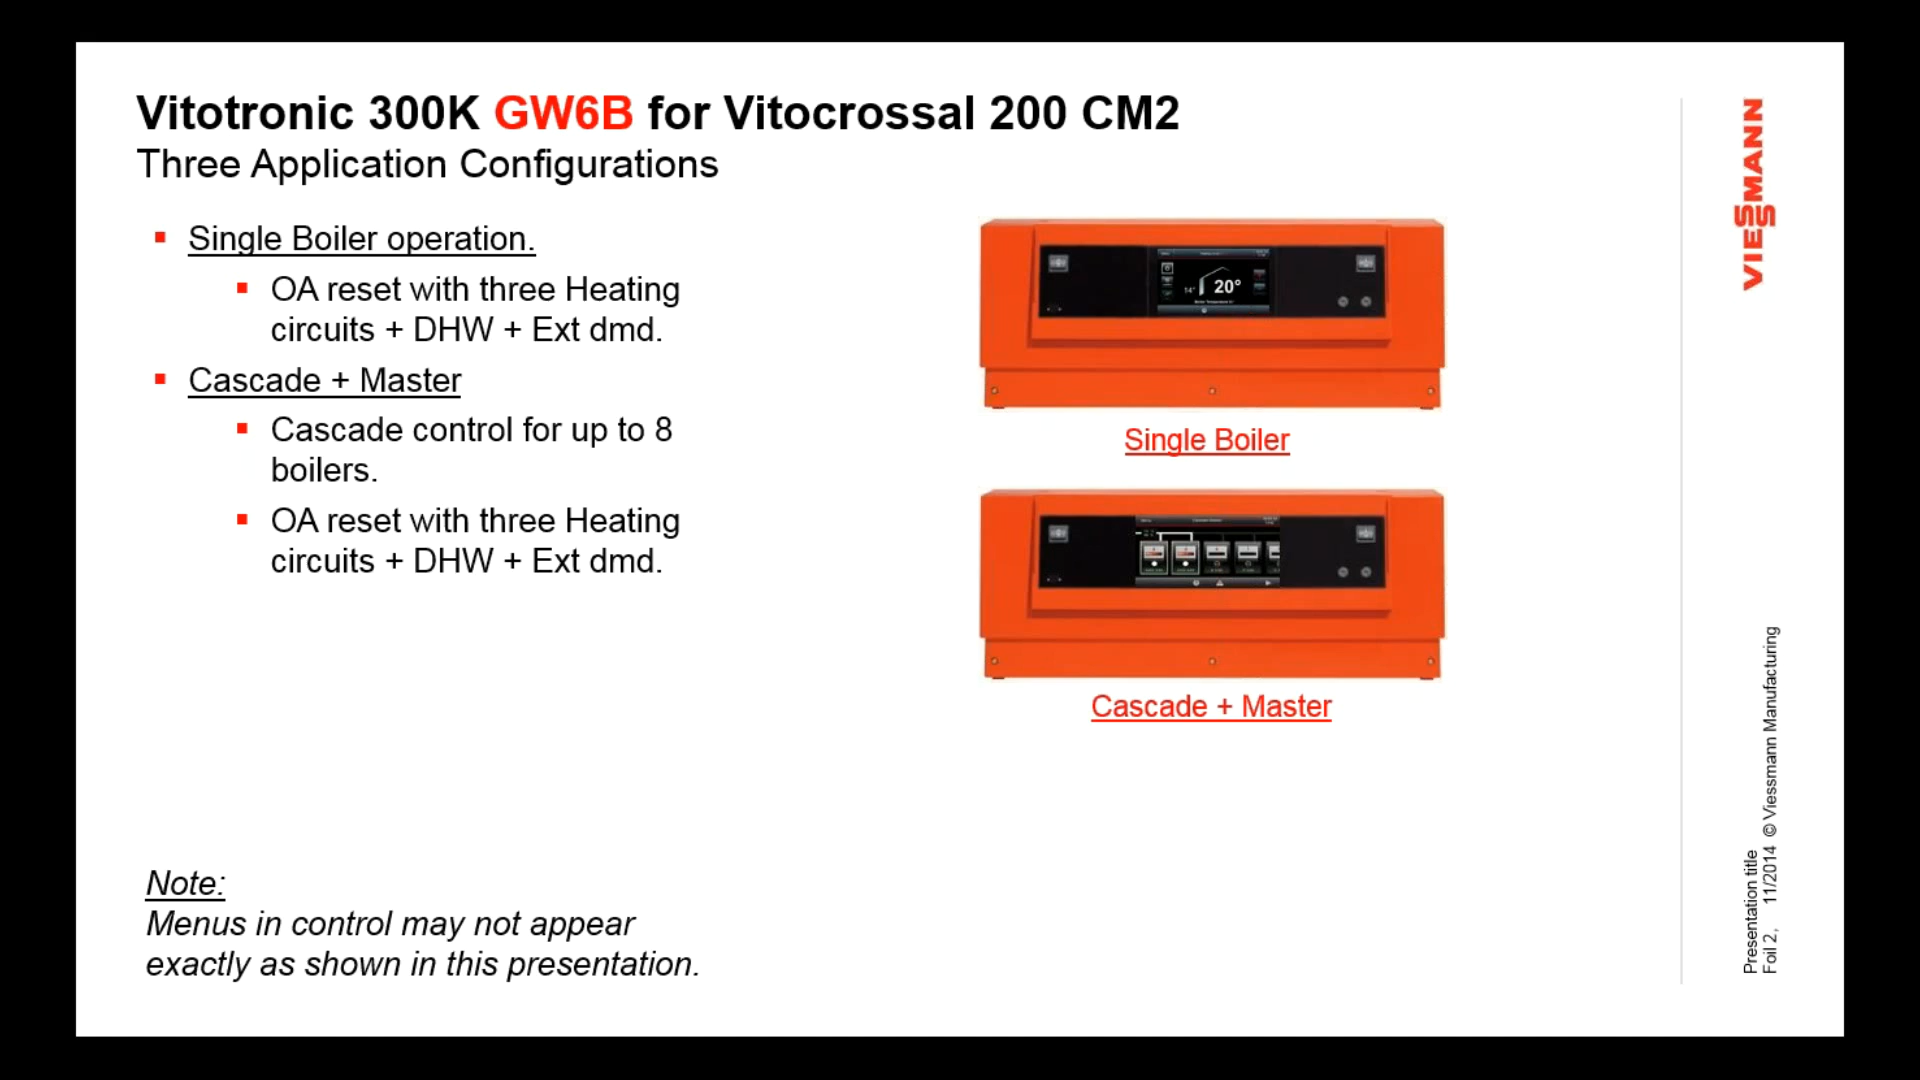 Vitotronic 300K GW6B for Vitocrossal 200 CM2
Three Application Configurations
Single Boiler operation.
OA reset with three Heating
circuits + DHW + Ext dmd.
Cascade + Master
Cascade control for up to 8
boilers.
OA reset with three Heating
circuits + DHW + Ext dmd.
Note:
Menus in control may not appear
exactly as shown in this presentation.
14°
20°
Single Boiler
Cascade + Master
VIESSMANN
Presentation title
Foil 2, 11/2014 © Viessmann Manufacturing